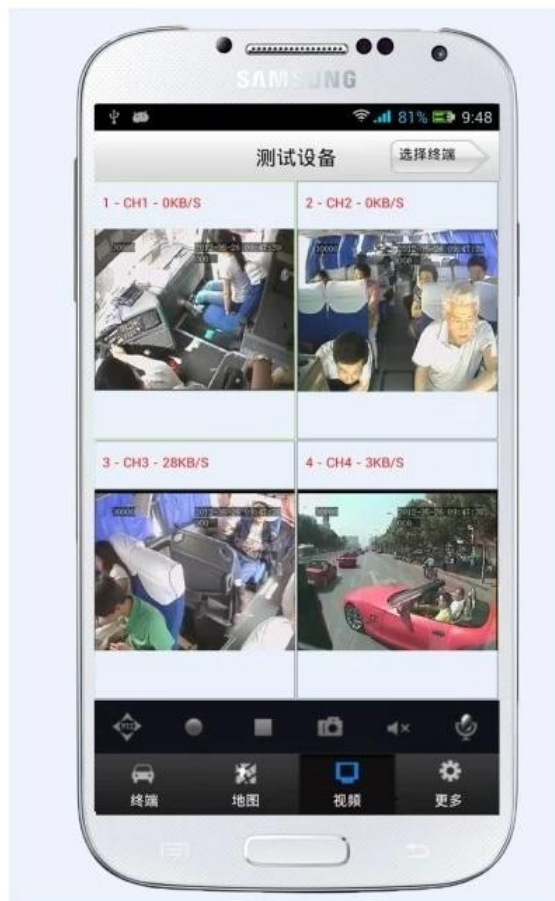 SAMSUNG
81% 9:48
测试设备
选择终端
1 - CH1 - 0KB/S
2 - CH2 - 0KB/S
3 - CH3 - 28KB/S
4 - CH4 - 3KB/S
PTZ
终端
地图
视频
更多